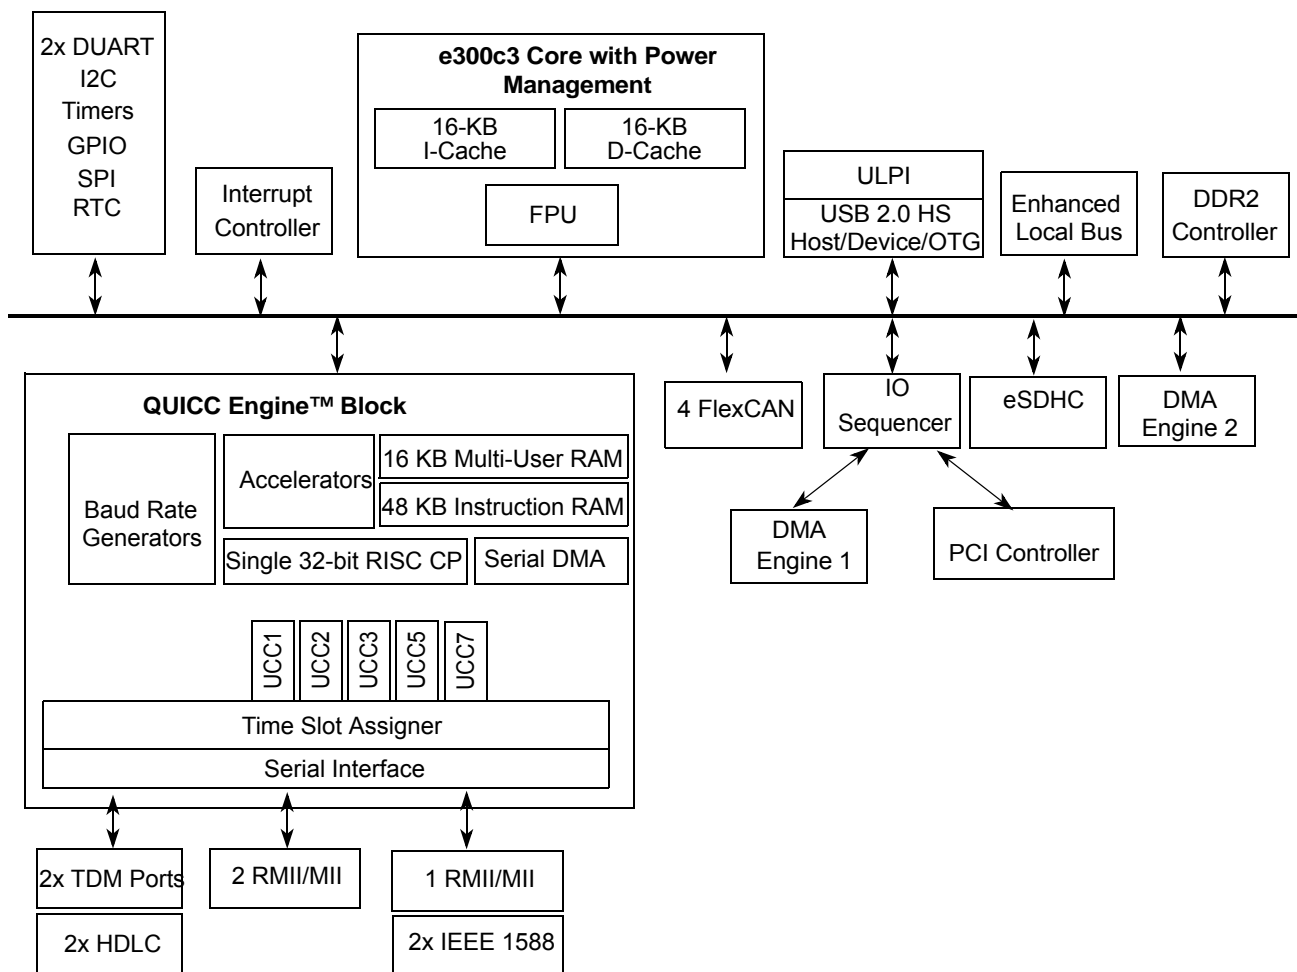 2x DUART
I2C
Timers
GPIO
SPI
RTC
Interrupt
Controller
e300c3 Core with Power
Management
16-KB
I-Cache
16-KB
D-Cache
FPU
ULPI
USB 2.0 HS
Host/Device/OTG
Enhanced
Local Bus
DDR2
Controller
QUICC Engine™ Block
Baud Rate
Generators
Accelerators
16 KB Multi-User RAM
48 KB Instruction RAM
Single 32-bit RISC CP
Serial DMA
UCC1
UCC2
UCC3
UCC5
UCC7
Time Slot Assigner
Serial Interface
4 FlexCAN
IO
Sequencer
eSDHC
DMA
Engine 2
DMA
Engine 1
PCI Controller
2x TDM Ports
2x HDLC
2 RMII/MII
1 RMII/MII
2x IEEE 1588